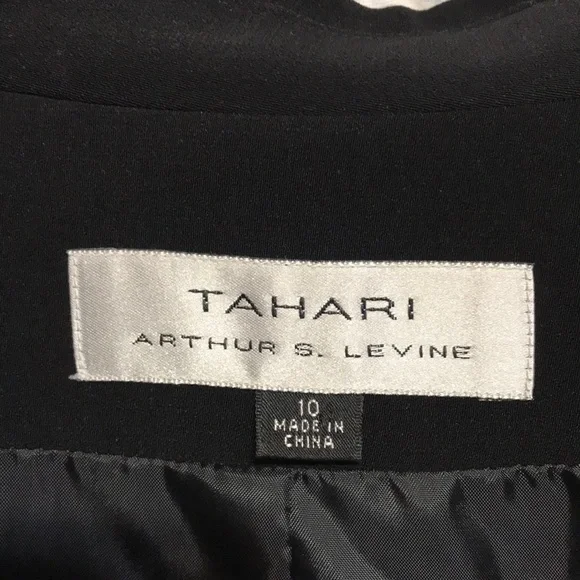 TAHARI
ARTHUR S. LEVINE
10
MADE IN
CHINA